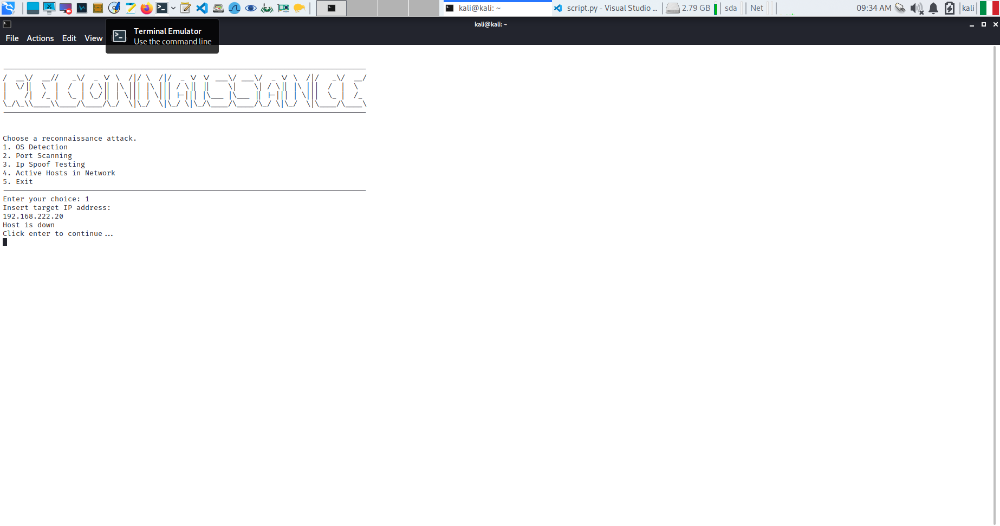 kali@kali: ~
script.py - Visual Studio ...
2.79 GB
sda
Net
09:34 AM
kali
kali@kali: ~
File Actions Edit View
Terminal Emulator
Use the command line
RECONNAISSANCE
Choose a reconnaissance attack.
1. OS Detection
2. Port Scanning
3. Ip Spoof Testing
4. Active Hosts in Network
5. Exit
Enter your choice: 1
Insert target IP address:
192.168.222.20
Host is down
Click enter to continue...